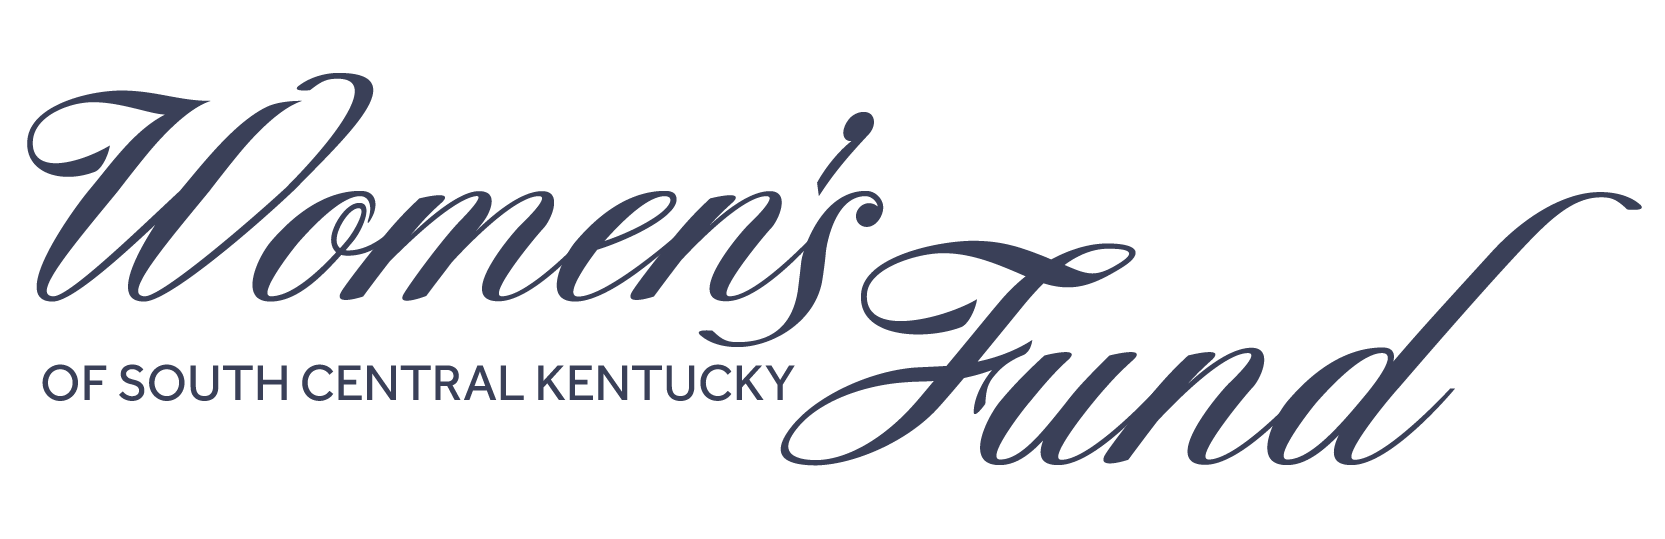 Women's
Fund
OF SOUTH CENTRAL KENTUCKY